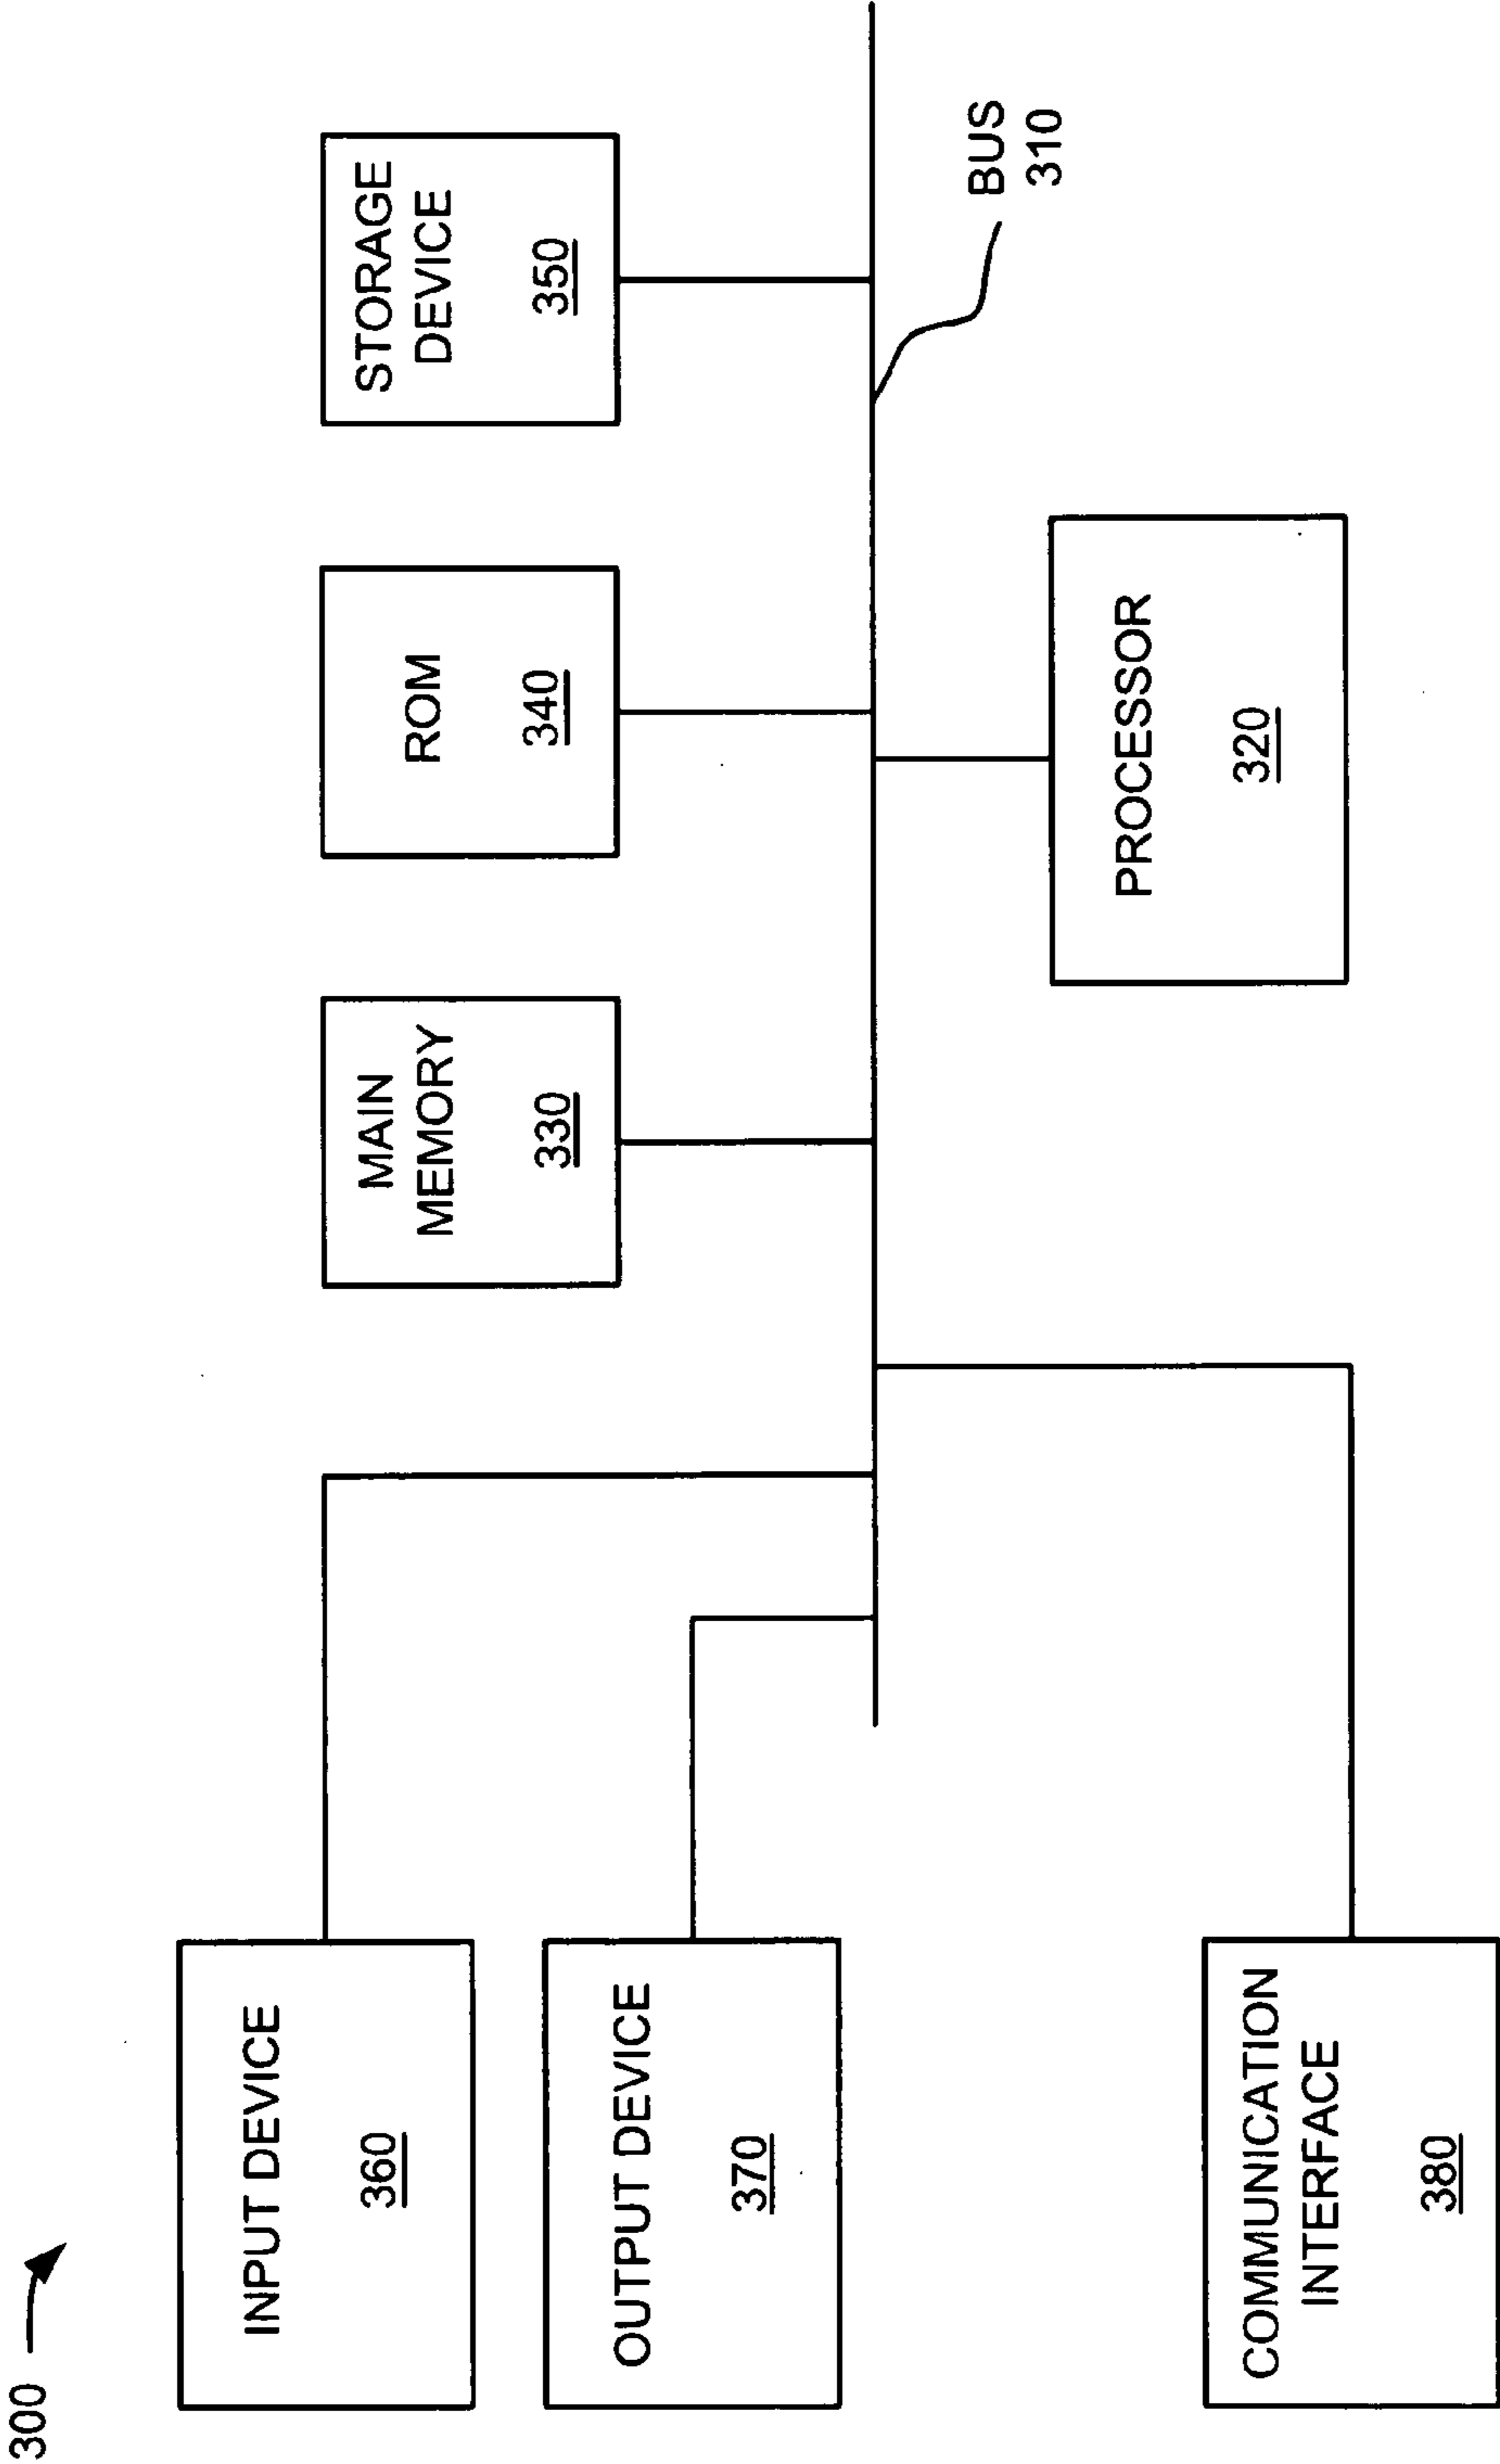 300
INPUT DEVICE
360
OUTPUT DEVICE
370
COMMUNICATION
INTERFACE
380
MAIN
MEMORY
330
ROM
340
STORAGE
DEVICE
350
PROCESSOR
320
BUS
310